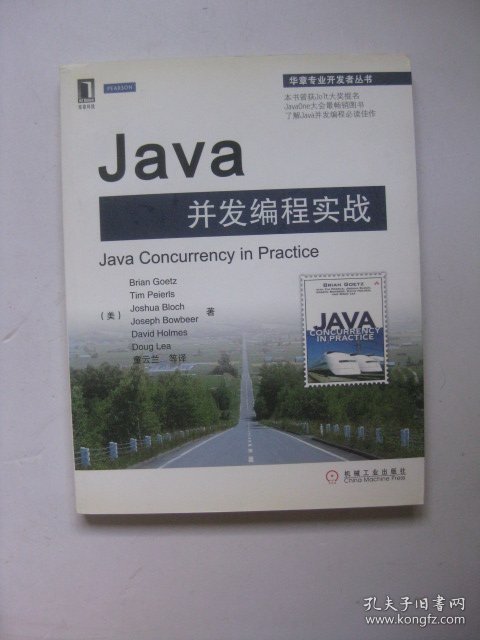 华章科技
PEARSON
华章专业开发者丛书
本书曾获Jolt大奖提名
JavaOne大会最畅销图书
了解Java并发编程必读佳作
Java
并发编程实战
Java Concurrency in Practice
Brian Goetz
Tim Peierls
Joshua Bloch
（美） Joseph Bowbeer 著
David Holmes
Doug Lea
童云兰 等译
BRIAN GOETZ
JAVA
CONCURRENCY
IN PRACTICE
机械工业出版社
China Machine Press
孔夫子旧书网
www.kongfz.com